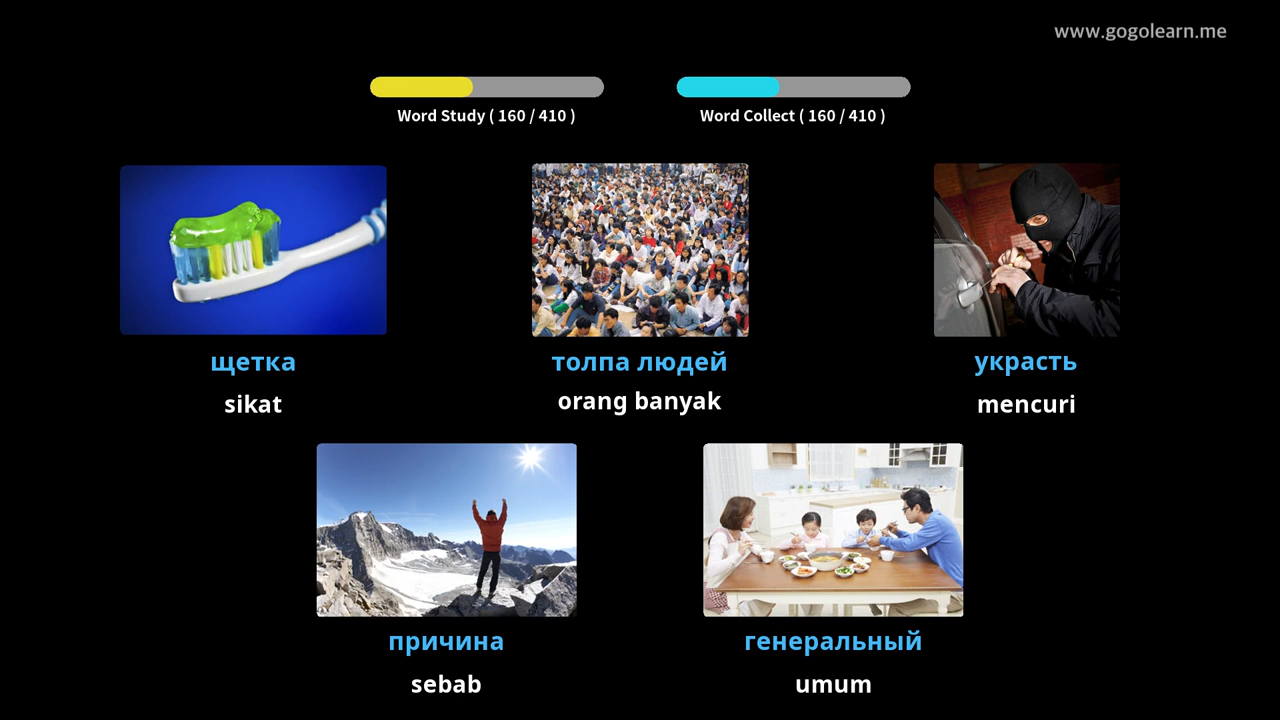 www.gogolearn.me
Word Study ( 160 / 410 )
Word Collect ( 160 / 410 )
щетка
sikat
толпа людей
orang banyak
украсть
mencuri
причина
sebab
генеральный
umum